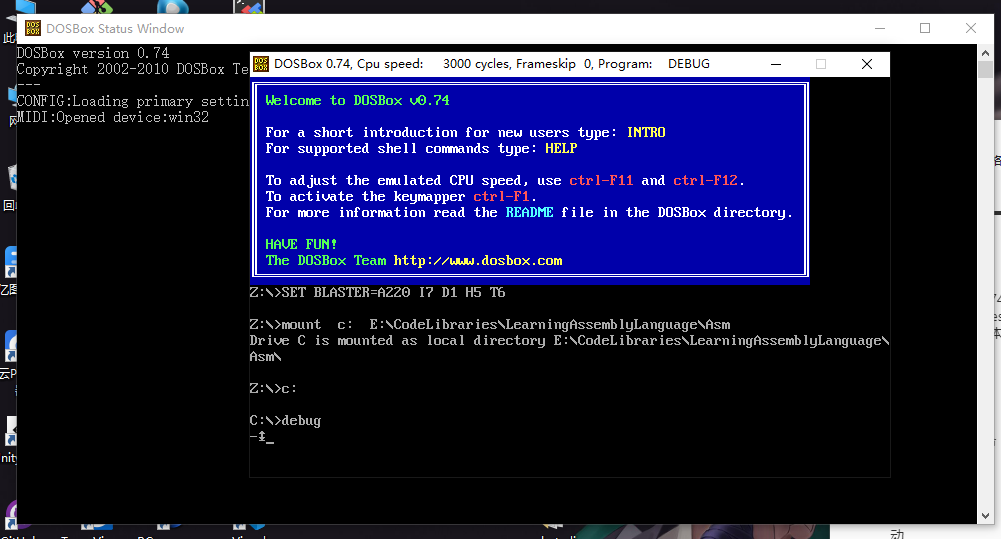 DOSBox Status Window
DOSBox version 0.74
Copyright 2002-2010 DOSBox Te
---
CONFIG:Loading primary settin
MIDI:Opened device:win32
DOSBox 0.74, Cpu speed: 3000 cycles, Frameskip 0, Program: DEBUG
Welcome to DOSBox v0.74
For a short introduction for new users type: INTRO
For supported shell commands type: HELP
To adjust the emulated CPU speed, use ctrl-F11 and ctrl-F12.
To activate the keymapper ctrl-F1.
For more information read the README file in the DOSBox directory.
HAVE FUN!
The DOSBox Team http://www.dosbox.com
Z:\>SET BLASTER=A220 I7 D1 H5 T6
Z:\>mount  c:  E:\CodeLibraries\LearningAssemblyLanguage\Asm
Drive C is mounted as local directory E:\CodeLibraries\LearningAssemblyLanguage\
Asm\
Z:\>c:
C:\>debug
-↨_